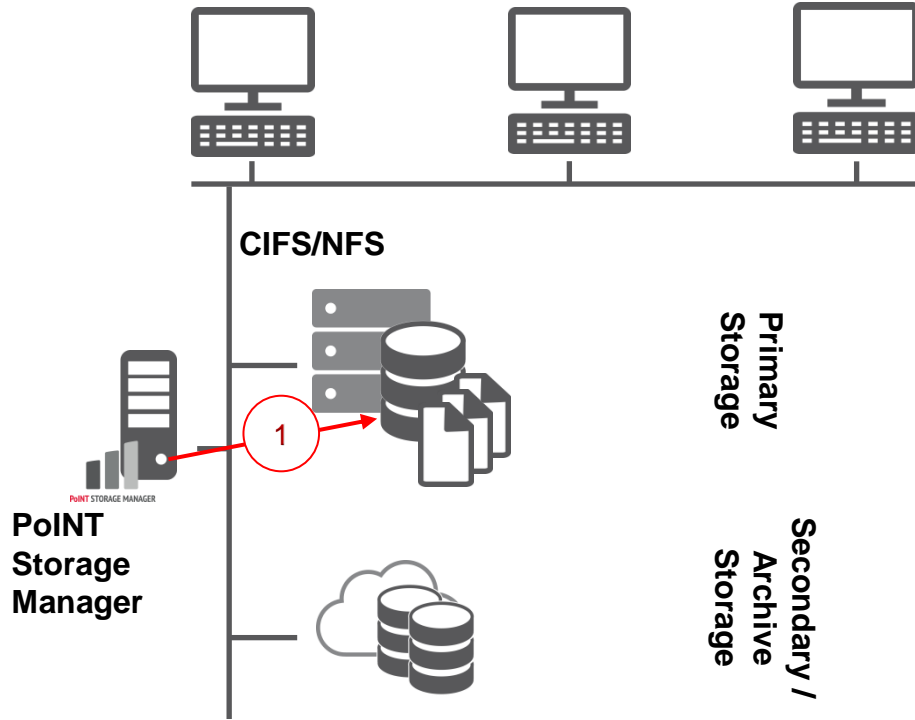 CIFS/NFS
Primary
Storage
1
PoINT STORAGE MANAGER
PoINT
Storage
Manager
Secondary /
Archive
Storage